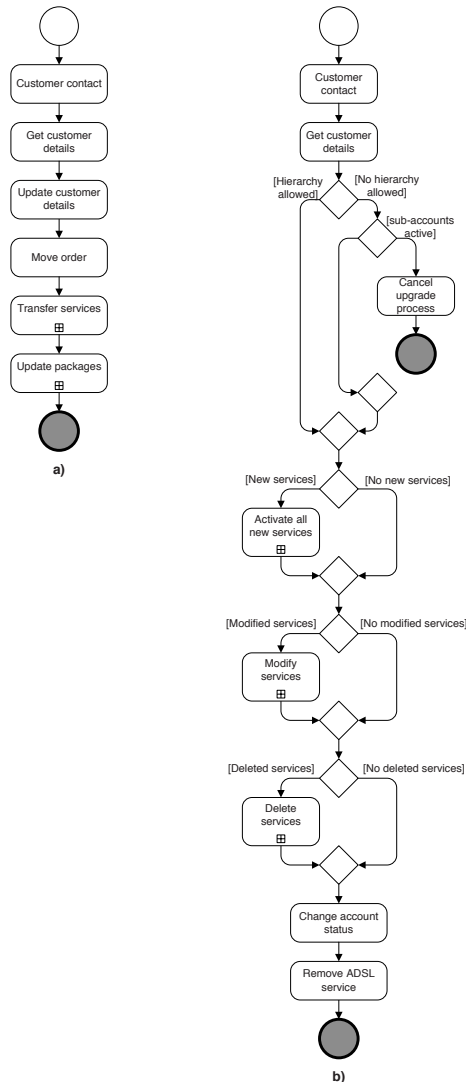 Customer contact
Get customer
details
Update customer
details
Move order
Transfer services
Update packages
a)
Customer
contact
Get customer
details
[Hierarchy
allowed]
[No hierarchy
allowed]
[sub-accounts
active]
Cancel
upgrade
process
[New services]
[No new services]
Activate all
new services
[Modified services]
[No modified services]
Modify
services
[Deleted services]
[No deleted services]
Delete
services
Change account
status
Remove ADSL
service
b)